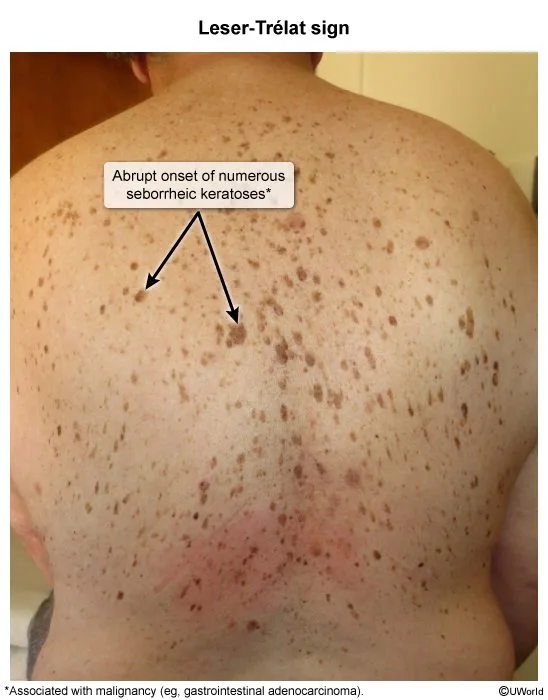 Leser-Trélat sign
Abrupt onset of numerous
seborrheic keratoses*
*Associated with malignancy (eg, gastrointestinal adenocarcinoma).
©UWorld